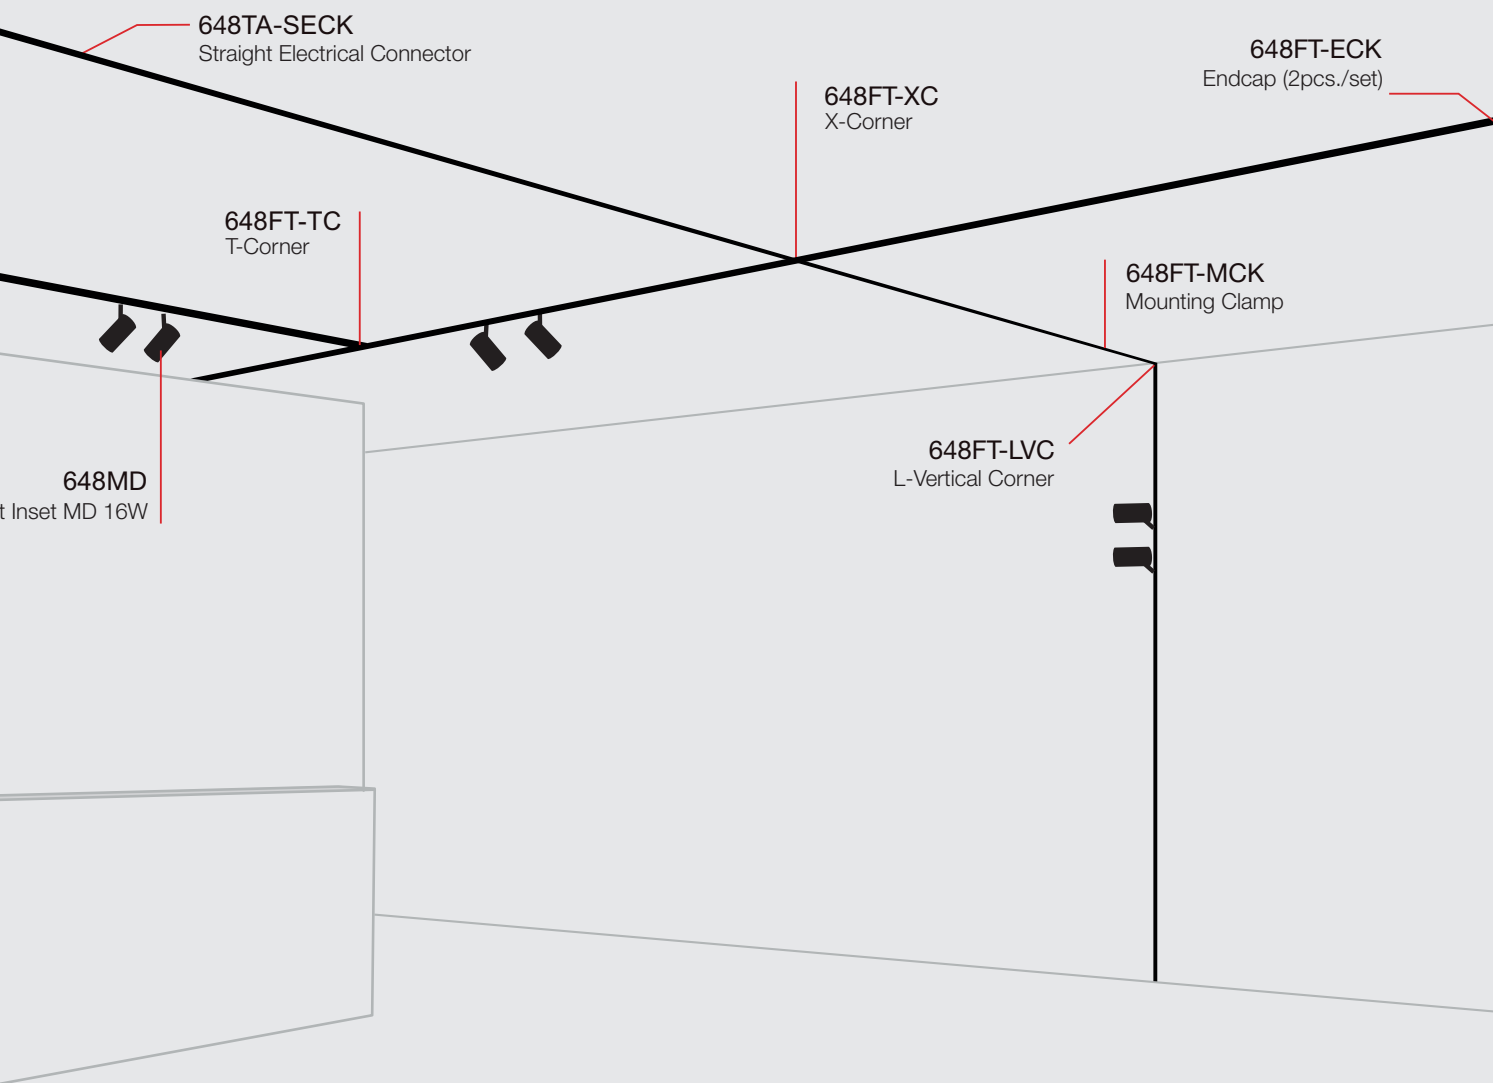 648TA-SECK
Straight Electrical Connector
648FT-ECK
Endcap (2pcs./set)
648FT-XC
X-Corner
648FT-TC
T-Corner
648FT-MCK
Mounting Clamp
648FT-LVC
L-Vertical Corner
648MD
t Inset MD 16W